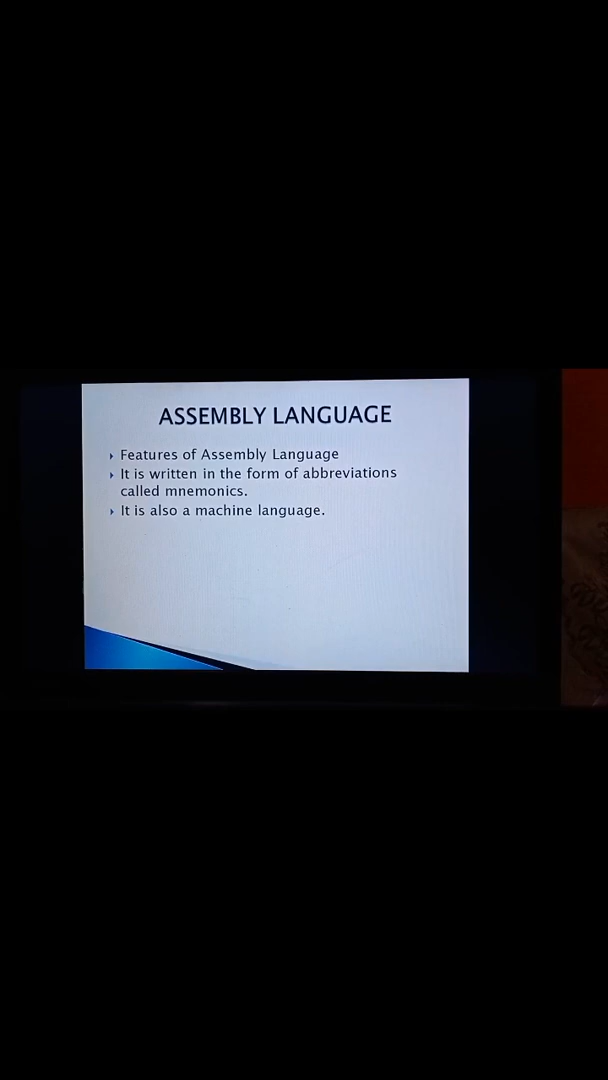 ASSEMBLY LANGUAGE
Features of Assembly Language
It is written in the form of abbreviations
called mnemonics.
It is also a machine language.